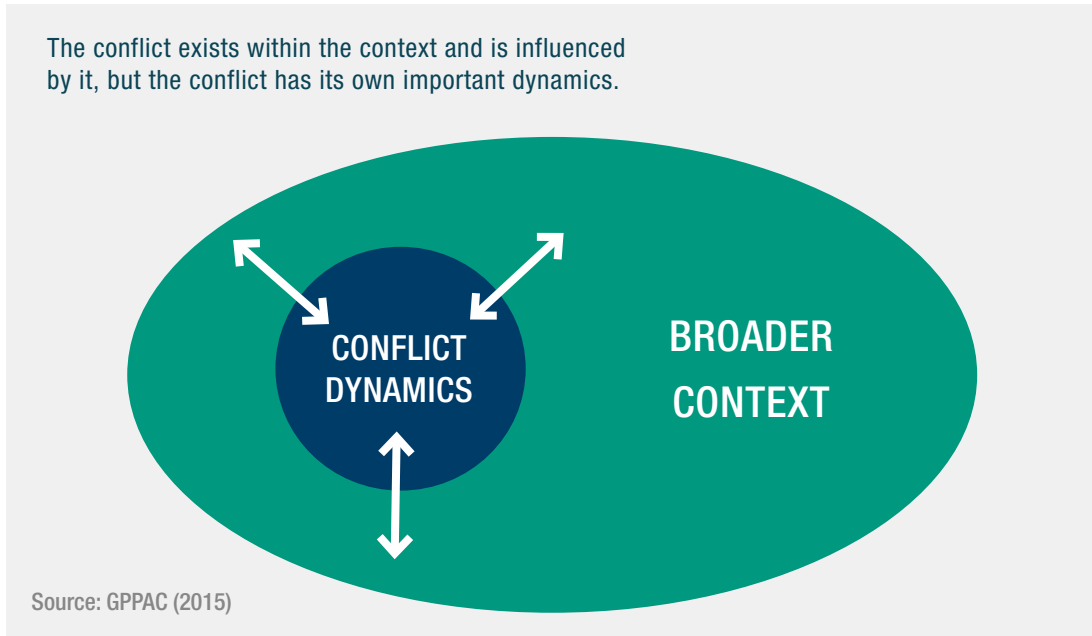 The conflict exists within the context and is influenced
by it, but the conflict has its own important dynamics.
CONFLICT
DYNAMICS
BROADER
CONTEXT
Source: GPPAC (2015)